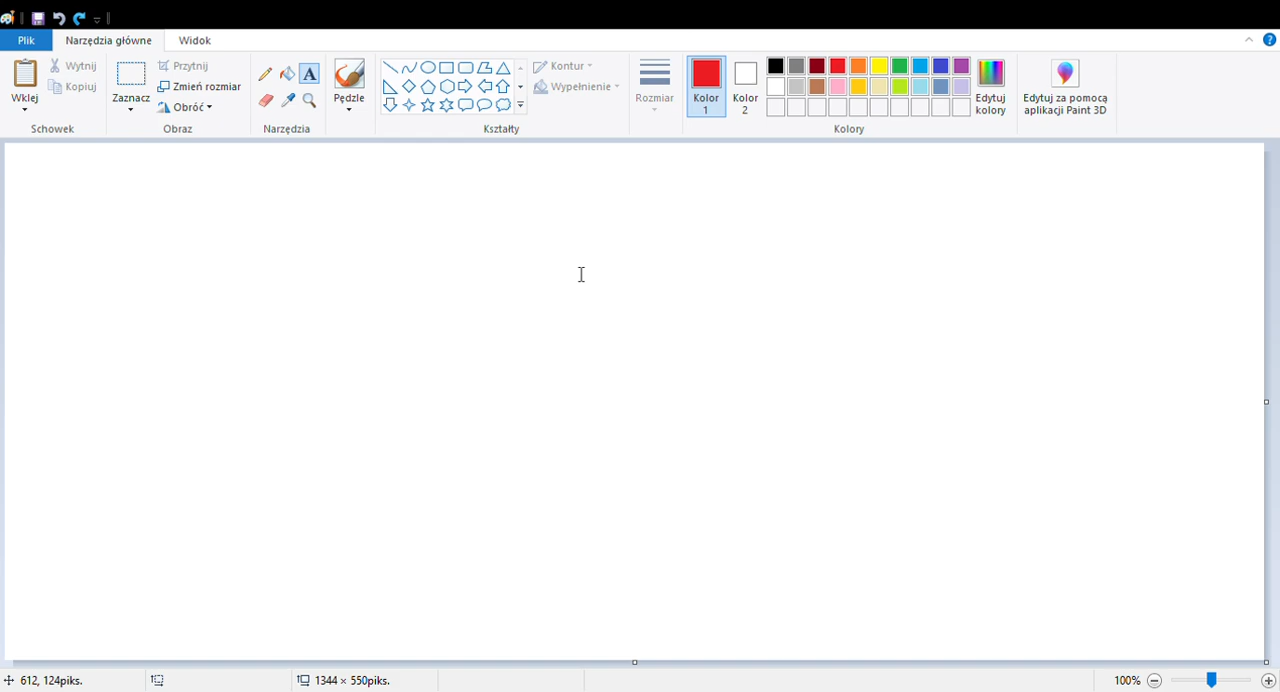 Plik Narzędzia główne Widok
Wklej
Wytnij
Kopiuj
Schowek
Zaznacz
Przytnij
Zmień rozmiar
Obróć
Obraz
A
Narzędzia
Pędzle
Kontur
Wypełnienie
Kształty
Rozmiar
Kolor
1
Kolor
2
Edytuj
kolory
Kolory
Edytuj za pomocą
aplikacji Paint 3D
?
612, 124piks. 1344 × 550piks. 100%